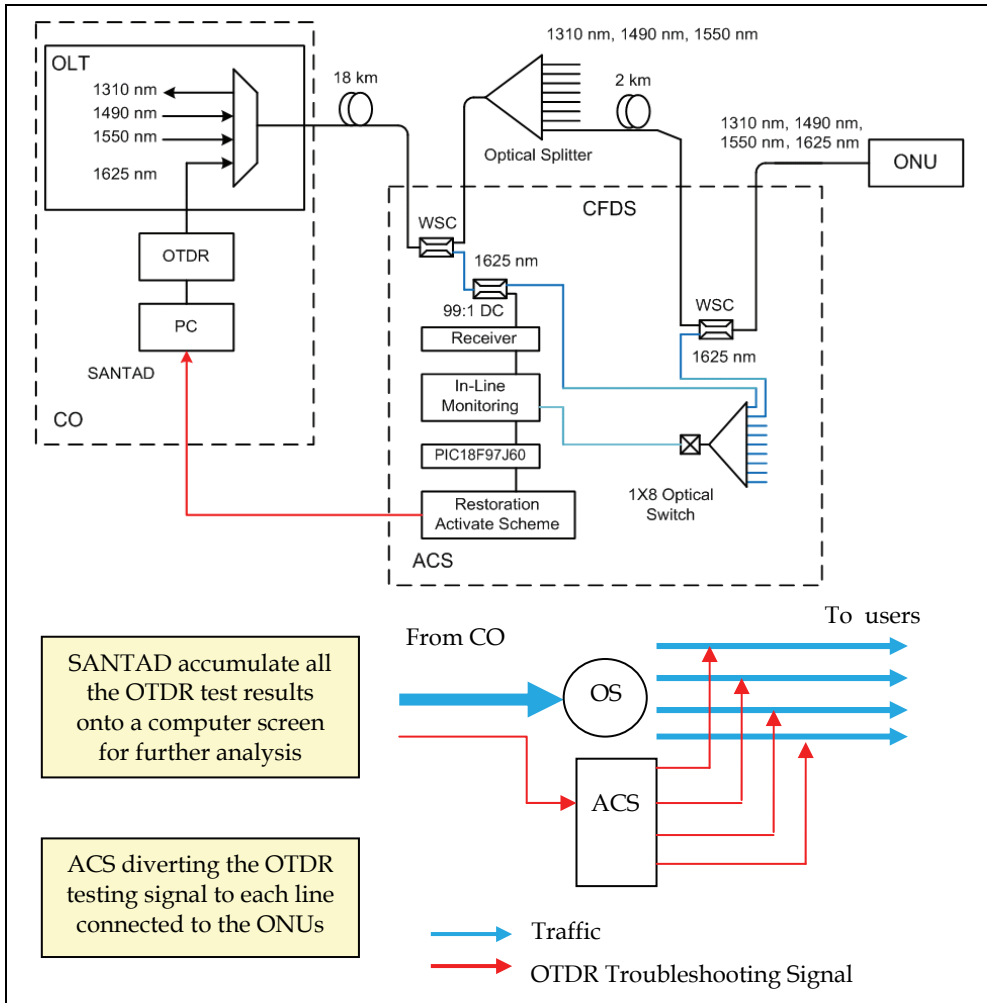 OLT
1310 nm
1490 nm
1550 nm
1625 nm
OTDR
PC
SANTAD
CO
18 km
1310 nm, 1490 nm, 1550 nm
Optical Splitter
2 km
1310 nm, 1490 nm,
1550 nm, 1625 nm
ONU
CFDS
WSC
1625 nm
99:1 DC
Receiver
In-Line
Monitoring
PIC18F97J60
Restoration
Activate Scheme
ACS
WSC
1625 nm
1X8 Optical
Switch
SANTAD accumulate all
the OTDR test results
onto a computer screen
for further analysis
ACS diverting the OTDR
testing signal to each line
connected to the ONUs
From CO
To users
OS
ACS
Traffic
OTDR Troubleshooting Signal